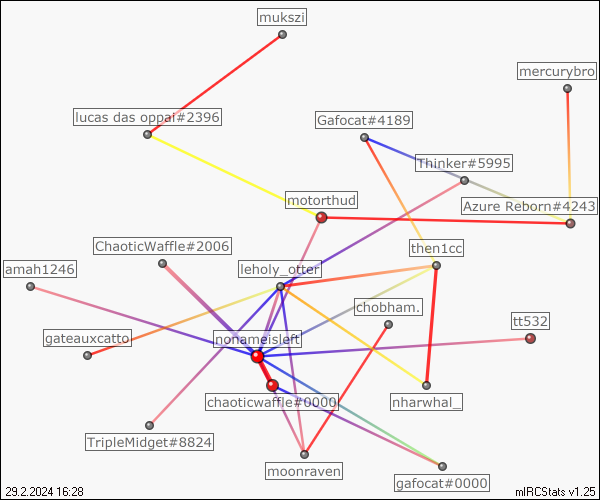 mukszi
mercurybro
lucas das oppai#2396
Gafocat#4189
Thinker#5995
motorthud
Azure Reborn#4243
ChaoticWaffle#2006
then1cc
amah1246
leholy_otter
chobham.
tt532
gateauxcatto
nonameisleft
chaoticwaffle#0000
nharwhal_
TripleMidget#8824
moonraven
gafocat#0000
29.2.2024 16:28
mIRCStats v1.25